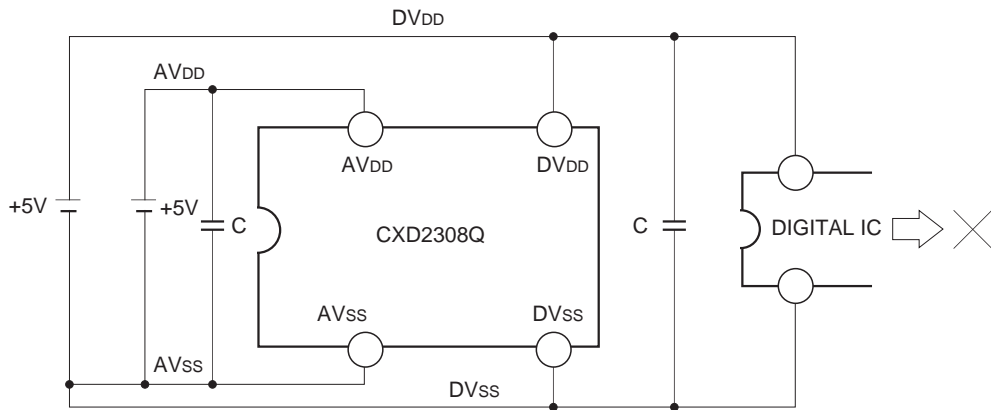 DVDD
AVDD
AVDD
DVDD
+5V
+5V
C
CXD2308Q
C
DIGITAL IC
AVSS
DVSS
AVSS
DVSS